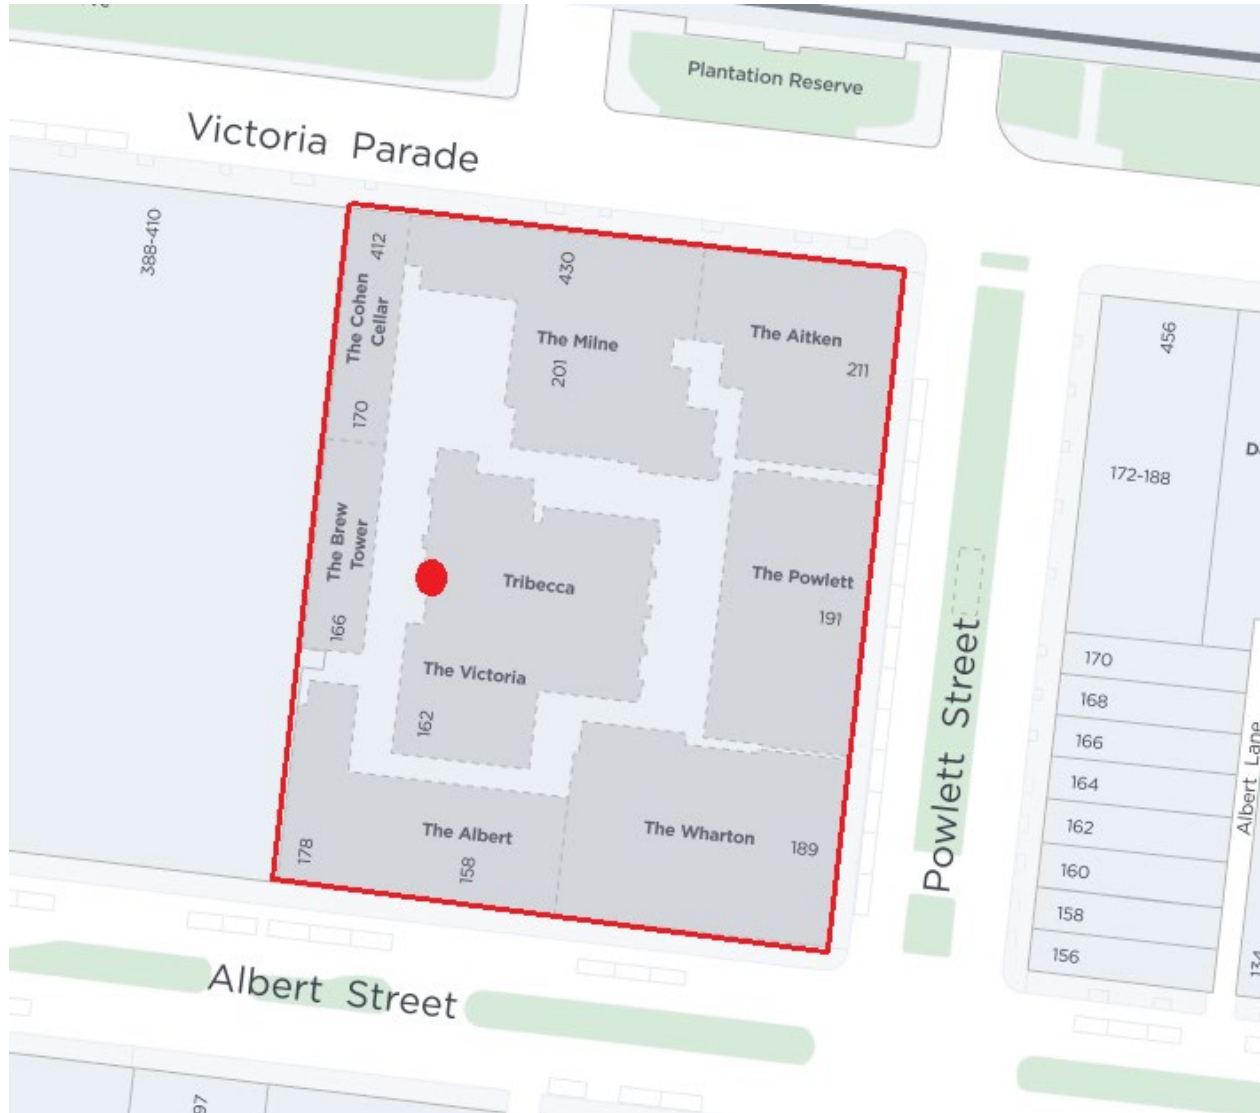 Plantation Reserve
Victoria Parade
388-410
412
The Cohen
Cellar
170
430
The Milne
201
The Aitken
211
456
172-188
The Brew
Tower
166
Tribecca
The Powlett
191
The Victoria
162
Powlett Street
170
168
166
164
162
160
158
156
Albert Lane
134
The Albert
178
158
The Wharton
189
Albert Street
97